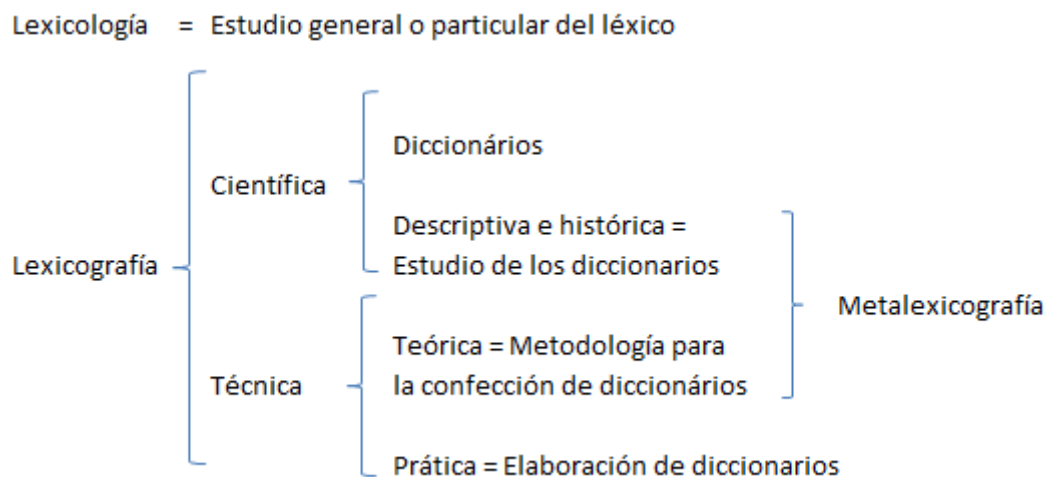 Lexicología = Estudio general o particular del léxico
Diccionários
Científica
Descriptiva e histórica =
Lexicografía
Estudio de los diccionarios
Metalexicografía
Teórica = Metodología para
Técnica
la confección de diccionários
Prática = Elaboración de diccionarios